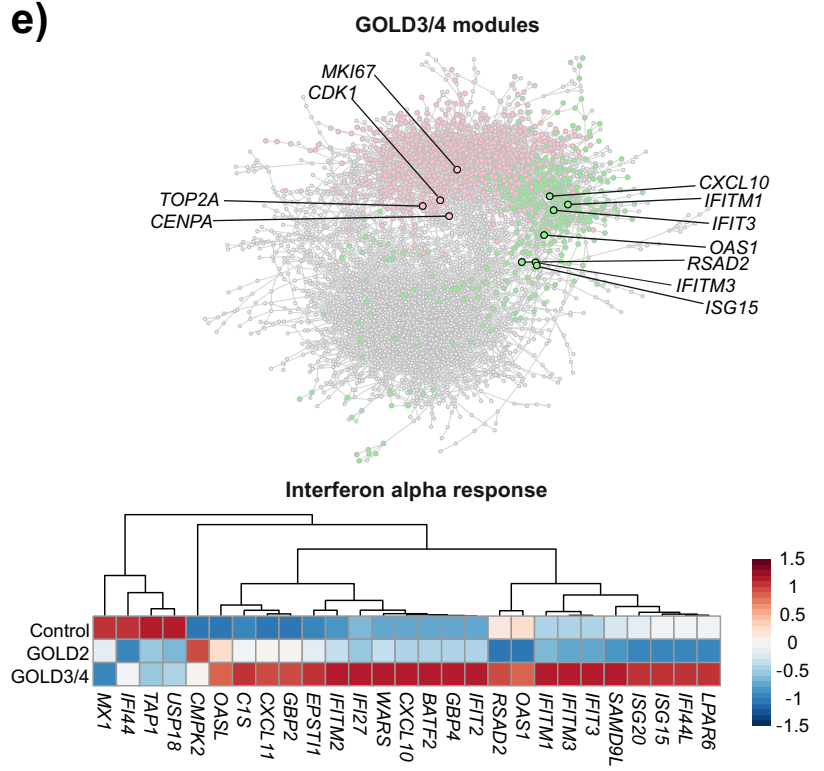 e)
GOLD3/4 modules
MKI67
CDK1
TOP2A
CENPA
CXCL10
IFITM1
IFIT3
OAS1
RSAD2
IFITM3
ISG15
Interferon alpha response
1.5
1
0.5
0
-0.5
-1
-1.5
Control
GOLD2
GOLD3/4
MX1
IFI44
TAP1
USP18
CMPK2
OASL
C1S
CXCL11
GBP2
EPSTI1
IFITM2
IFI27
WARS
CXCL10
BATF2
GBP4
IFIT2
RSAD2
OAS1
IFITM1
IFITM3
IFIT3
SAMD9L
ISG20
ISG15
IFI44L
LPAR6